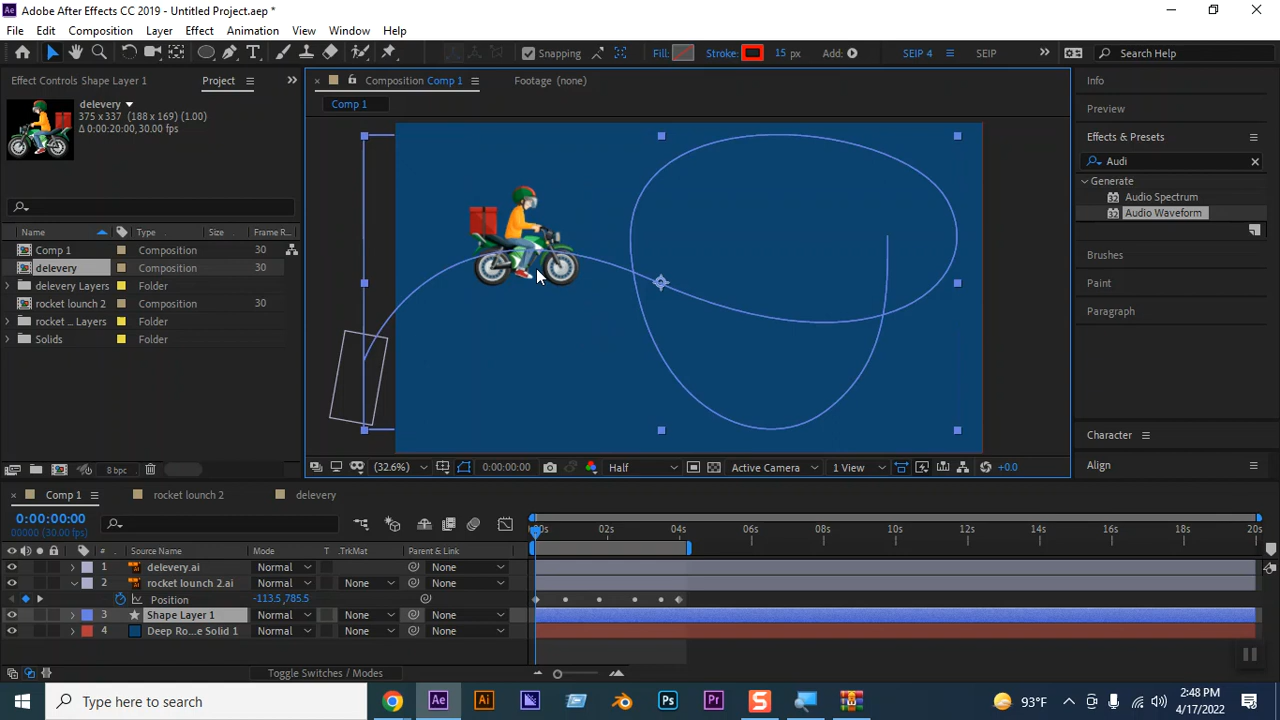 Ae Adobe After Effects CC 2019 - Untitled Project.aep *
File Edit Composition Layer Effect Animation View Window Help
Snapping Fill: Stroke: 15 px Add: SEIP 4 SEIP Search Help
Effect Controls Shape Layer 1 Project
Composition Comp 1 Footage (none)
Comp 1
delevery
375 x 337 (188 x 169) (1.00)
Δ 0:00:20:00, 30.00 fps
Name Type Size Frame R...
Comp 1 Composition 30
delevery Composition 30
delevery Layers Folder
rocket lounch 2 Composition 30
rocket ... Layers Folder
Solids Folder
8 bpc
(32.6%) 0:00:00:00 Half Active Camera 1 View +0.0
Info
Preview
Effects & Presets
Audi
Generate
Audio Spectrum
Audio Waveform
Brushes
Paint
Paragraph
Character
Align
Comp 1 rocket lounch 2 delevery
0:00:00:00
00000 (30.00 fps)
02s 04s 06s 08s 10s 12s 14s 16s 18s 20s
# Source Name Mode T .TrkMat Parent & Link
1 delevery.ai Normal None
2 rocket lounch 2.ai Normal None None
Position -113.5,785.5
3 Shape Layer 1 Normal None None
4 Deep Ro...e Solid 1 Normal None None
Toggle Switches / Modes
Type here to search
Ae Ai Ps Pr S
93°F 2:48 PM
4/17/2022